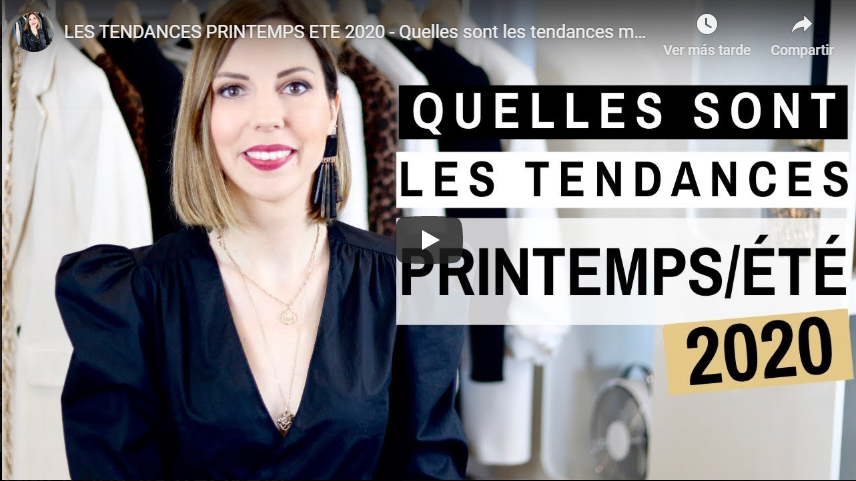 LES TENDANCES PRINTEMPS ETE 2020 - Quelles sont les tendances m...
Ver más tarde
Compartir
QUELLES SONT
LES TENDANCES
PRINTEMPS/ÉTÉ
2020